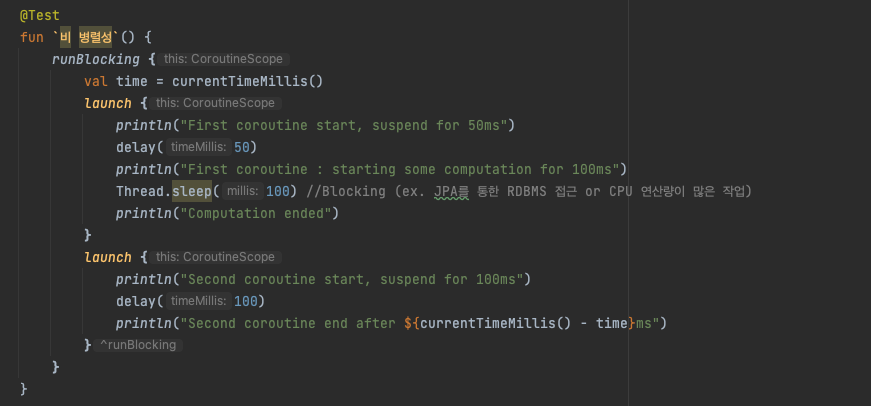 @Test
fun `비 병렬성`() {
runBlocking { this: CoroutineScope
val time = currentTimeMillis()
launch { this: CoroutineScope
println("First coroutine start, suspend for 50ms")
delay( timeMillis: 50)
println("First coroutine : starting some computation for 100ms")
Thread.sleep( millis: 100) //Blocking (ex. JPA를 통한 RDBMS 접근 or CPU 연산량이 많은 작업)
println("Computation ended")
}
launch { this: CoroutineScope
println("Second coroutine start, suspend for 100ms")
delay( timeMillis: 100)
println("Second coroutine end after ${currentTimeMillis() - time}ms")
} ^runBlocking
}
}